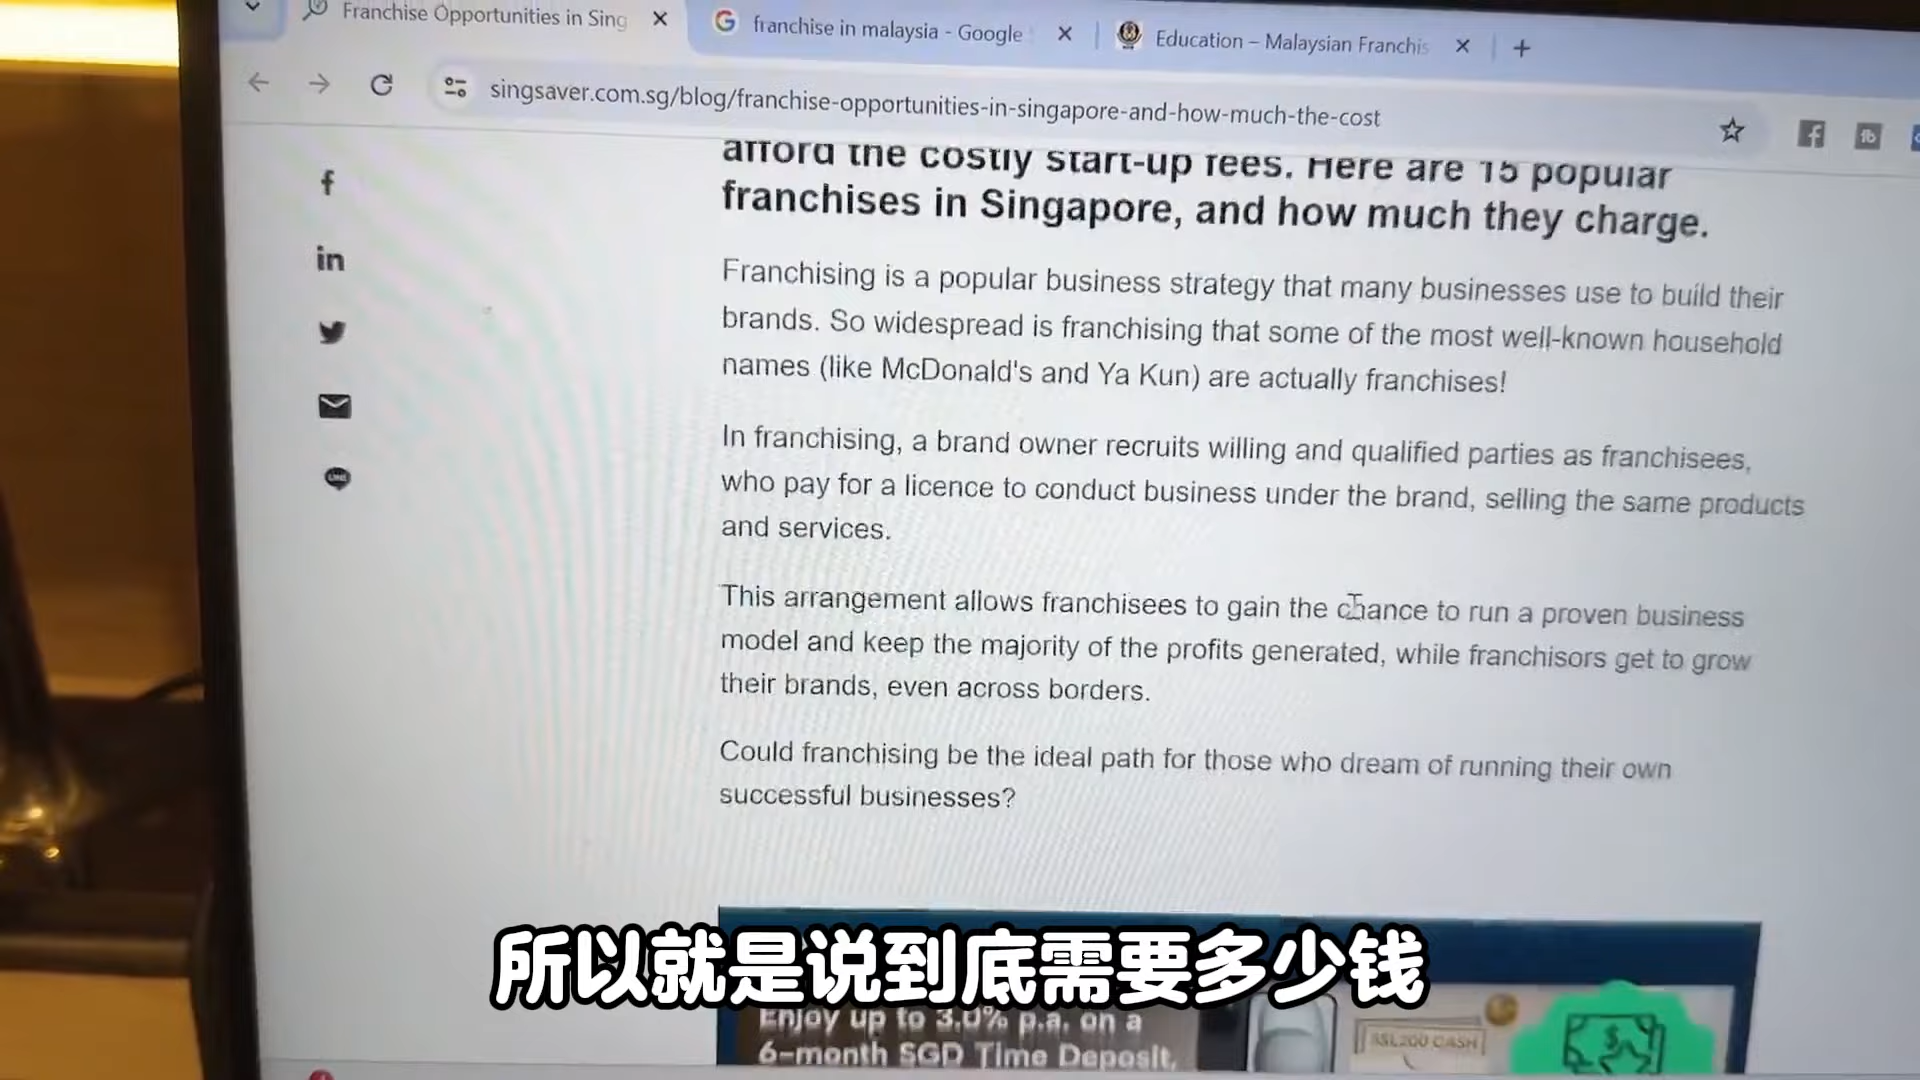 Franchise Opportunities in Sing
franchise in malaysia - Google
Education – Malaysian Franchis
singsaver.com.sg/blog/franchise-opportunities-in-singapore-and-how-much-the-cost
afford the costly start-up fees. Here are 15 popular
franchises in Singapore, and how much they charge.
Franchising is a popular business strategy that many businesses use to build their
brands. So widespread is franchising that some of the most well-known household
names (like McDonald's and Ya Kun) are actually franchises!
In franchising, a brand owner recruits willing and qualified parties as franchisees,
who pay for a licence to conduct business under the brand, selling the same products
and services.
This arrangement allows franchisees to gain the chance to run a proven business
model and keep the majority of the profits generated, while franchisors get to grow
their brands, even across borders.
Could franchising be the ideal path for those who dream of running their own
successful businesses?
所以就是说到底需要多少钱
Enjoy up to 3.0% p.a. on a
6-month SGD Time Deposit.